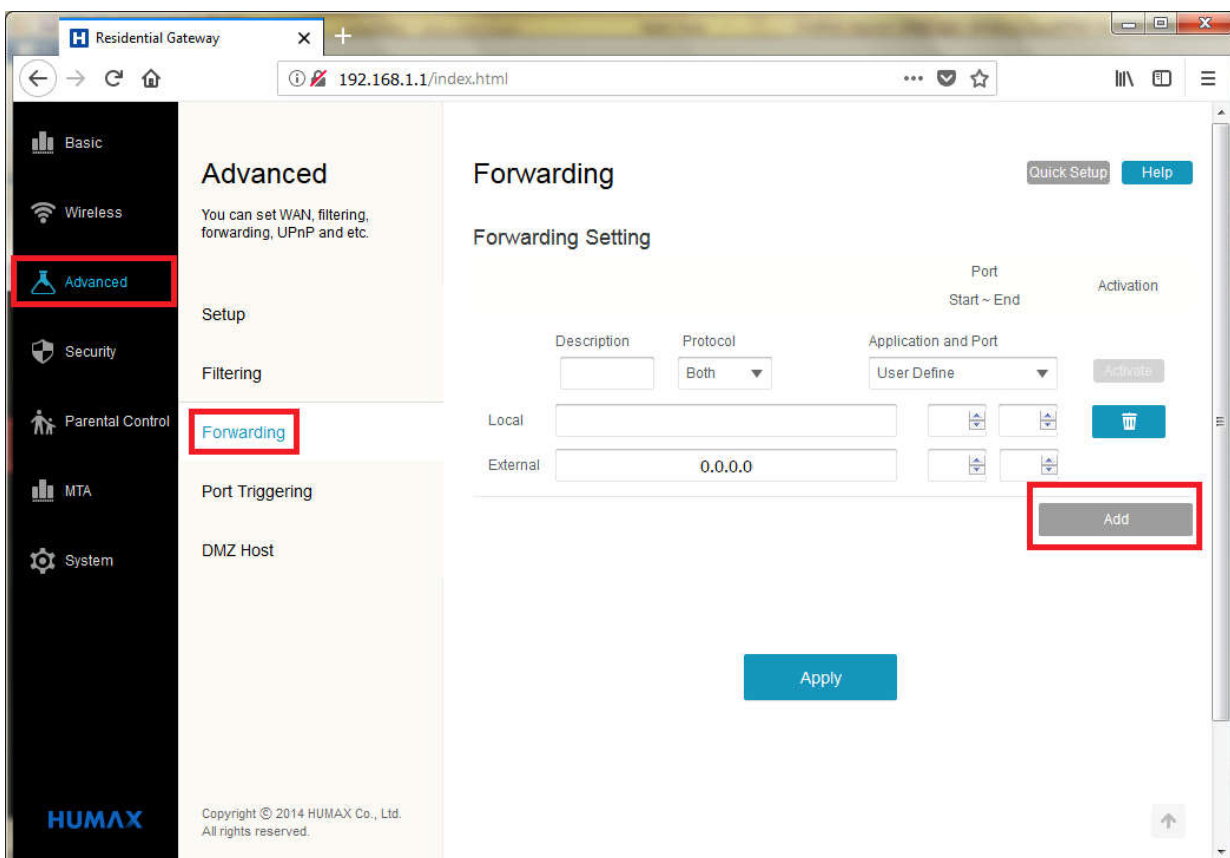 Residential Gateway
192.168.1.1/index.html
Basic
Wireless
Advanced
Security
Parental Control
MTA
System
HUMAX
Advanced
You can set WAN, filtering,
forwarding, UPnP and etc.
Setup
Filtering
Forwarding
Port Triggering
DMZ Host
Copyright © 2014 HUMAX Co., Ltd.
All rights reserved.
Forwarding
Quick Setup
Help
Forwarding Setting
Port
Start ~ End
Activation
Description Protocol Application and Port
Both User Define Activate
Local
External 0.0.0.0
Add
Apply